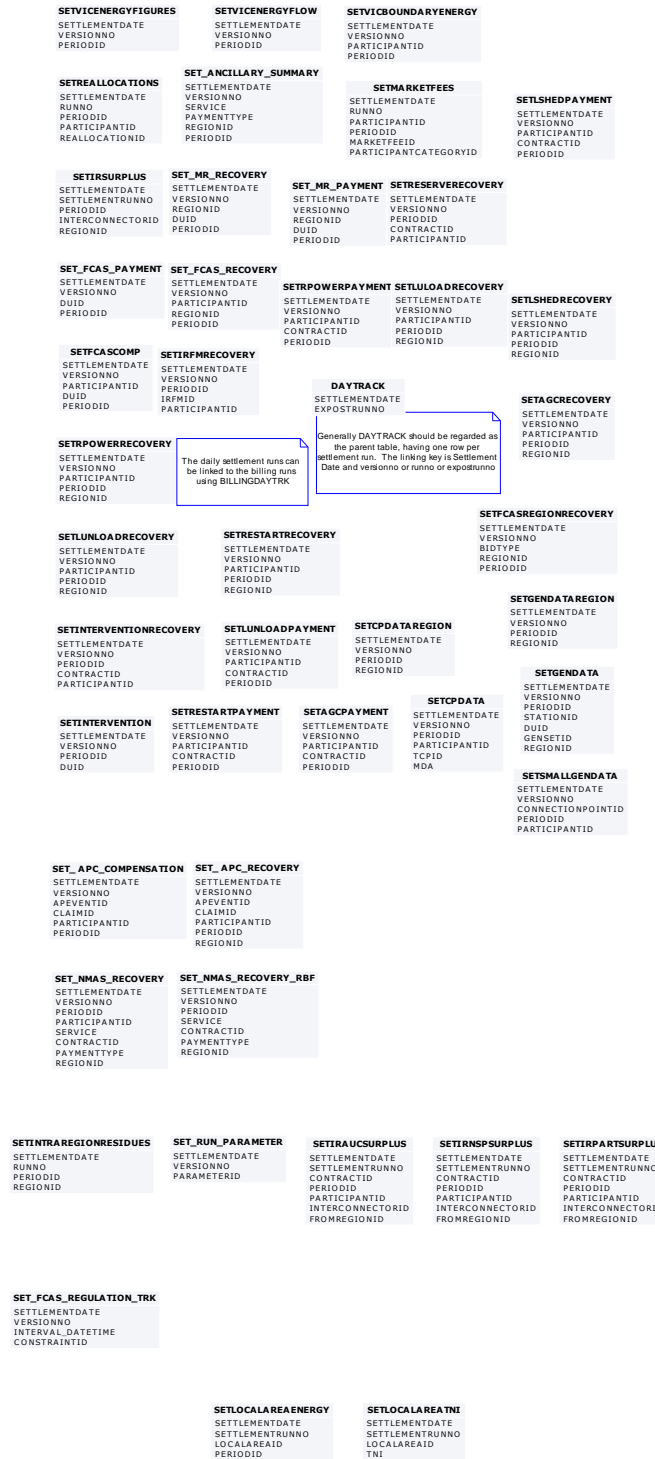 SETVICENERGYFIGURES
SETTLEMENTDATE
VERSIONNO
PERIODID
SETVICENERGYFLOW
SETTLEMENTDATE
VERSIONNO
PERIODID
SETVICBOUNDARYENERGY
SETTLEMENTDATE
VERSIONNO
PARTICIPANTID
PERIODID
SETREALLOCATIONS
SETTLEMENTDATE
RUNNO
PERIODID
PARTICIPANTID
REALLOCATIONID
SET_ANCILLARY_SUMMARY
SETTLEMENTDATE
VERSIONNO
SERVICE
PAYMENTTYPE
REGIONID
PERIODID
SETMARKETFEES
SETTLEMENTDATE
RUNNO
PARTICIPANTID
PERIODID
MARKETFEEID
PARTICIPANTCATEGORYID
SETLSHEDPAYMENT
SETTLEMENTDATE
VERSIONNO
PARTICIPANTID
CONTRACTID
PERIODID
SETIRSURPLUS
SETTLEMENTDATE
SETTLEMENTRUNNO
PERIODID
INTERCONNECTORID
REGIONID
SET_MR_RECOVERY
SETTLEMENTDATE
VERSIONNO
REGIONID
DUID
PERIODID
SET_MR_PAYMENT
SETTLEMENTDATE
VERSIONNO
REGIONID
DUID
PERIODID
SETRESERVERECOVERY
SETTLEMENTDATE
VERSIONNO
PERIODID
CONTRACTID
PARTICIPANTID
SET_FCAS_PAYMENT
SETTLEMENTDATE
VERSIONNO
DUID
PERIODID
SET_FCAS_RECOVERY
SETTLEMENTDATE
VERSIONNO
PARTICIPANTID
REGIONID
PERIODID
SETRPOWERPAYMENT
SETTLEMENTDATE
VERSIONNO
PARTICIPANTID
CONTRACTID
PERIODID
SETLULOADRECOVERY
SETTLEMENTDATE
VERSIONNO
PARTICIPANTID
PERIODID
REGIONID
SETLSHEDRECOVERY
SETTLEMENTDATE
VERSIONNO
PARTICIPANTID
PERIODID
REGIONID
SETFCASCOMP
SETTLEMENTDATE
VERSIONNO
PARTICIPANTID
DUID
PERIODID
SETIRFMRECOVERY
SETTLEMENTDATE
VERSIONNO
PERIODID
IRFMID
PARTICIPANTID
DAYTRACK
SETTLEMENTDATE
EXPOSTRUNNO
Generally DAYTRACK should be regarded as
the parent table, having one row per
settlement run. The linking key is Settlement
Date and versionno or runno or expostrunno
SETAGCRECOVERY
SETTLEMENTDATE
VERSIONNO
PARTICIPANTID
PERIODID
REGIONID
SETRPOWERRECOVERY
SETTLEMENTDATE
VERSIONNO
PARTICIPANTID
PERIODID
REGIONID
The daily settlement runs can
be linked to the billing runs
using BILLINGDAYTRK
SETLUNLOADRECOVERY
SETTLEMENTDATE
VERSIONNO
PARTICIPANTID
PERIODID
REGIONID
SETRESTARTRECOVERY
SETTLEMENTDATE
VERSIONNO
PARTICIPANTID
PERIODID
REGIONID
SETFCASREGIONRECOVERY
SETTLEMENTDATE
VERSIONNO
BIDTYPE
REGIONID
PERIODID
SETINTERVENTIONRECOVERY
SETTLEMENTDATE
VERSIONNO
PERIODID
CONTRACTID
PARTICIPANTID
SETLUNLOADPAYMENT
SETTLEMENTDATE
VERSIONNO
PARTICIPANTID
CONTRACTID
PERIODID
SETCPDATAREGION
SETTLEMENTDATE
VERSIONNO
PERIODID
REGIONID
SETGENDATAREGION
SETTLEMENTDATE
VERSIONNO
PERIODID
REGIONID
SETINTERVENTION
SETTLEMENTDATE
VERSIONNO
PERIODID
DUID
SETRESTARTPAYMENT
SETTLEMENTDATE
VERSIONNO
PARTICIPANTID
CONTRACTID
PERIODID
SETAGCPAYMENT
SETTLEMENTDATE
VERSIONNO
PARTICIPANTID
CONTRACTID
PERIODID
SETCPDATA
SETTLEMENTDATE
VERSIONNO
PERIODID
PARTICIPANTID
TCPID
MDA
SETGENDATA
SETTLEMENTDATE
VERSIONNO
PERIODID
STATIONID
DUID
GENSETID
REGIONID
SETSMALLGENDATA
SETTLEMENTDATE
VERSIONNO
CONNECTIONPOINTID
PERIODID
PARTICIPANTID
SET_ APC_COMPENSATION
SETTLEMENTDATE
VERSIONNO
APEVENTID
CLAIMID
PARTICIPANTID
PERIODID
SET_ APC_RECOVERY
SETTLEMENTDATE
VERSIONNO
APEVENTID
CLAIMID
PARTICIPANTID
PERIODID
REGIONID
SET_NMAS_RECOVERY
SETTLEMENTDATE
VERSIONNO
PERIODID
PARTICIPANTID
SERVICE
CONTRACTID
PAYMENTTYPE
REGIONID
SET_NMAS_RECOVERY_RBF
SETTLEMENTDATE
VERSIONNO
PERIODID
SERVICE
CONTRACTID
PAYMENTTYPE
REGIONID
SETINTRAREGIONRESIDUES
SETTLEMENTDATE
RUNNO
PERIODID
REGIONID
SET_RUN_PARAMETER
SETTLEMENTDATE
VERSIONNO
PARAMETERID
SETIRAUCSURPLUS
SETTLEMENTDATE
SETTLEMENTRUNNO
CONTRACTID
PERIODID
PARTICIPANTID
INTERCONNECTORID
FROMREGIONID
SETIRNSPSURPLUS
SETTLEMENTDATE
SETTLEMENTRUNNO
CONTRACTID
PERIODID
PARTICIPANTID
INTERCONNECTORID
FROMREGIONID
SETIRPARTSURPLU
SETTLEMENTDATE
SETTLEMENTRUNNO
CONTRACTID
PERIODID
PARTICIPANTID
INTERCONNECTORI
FROMREGIONID
SET_FCAS_REGULATION_TRK
SETTLEMENTDATE
VERSIONNO
INTERVAL_DATETIME
CONSTRAINTID
SETLOCALAREAENERGY
SETTLEMENTDATE
SETTLEMENTRUNNO
LOCALAREAID
PERIODID
SETLOCALAREATNI
SETTLEMENTDATE
SETTLEMENTRUNNO
LOCALAREAID
TNI